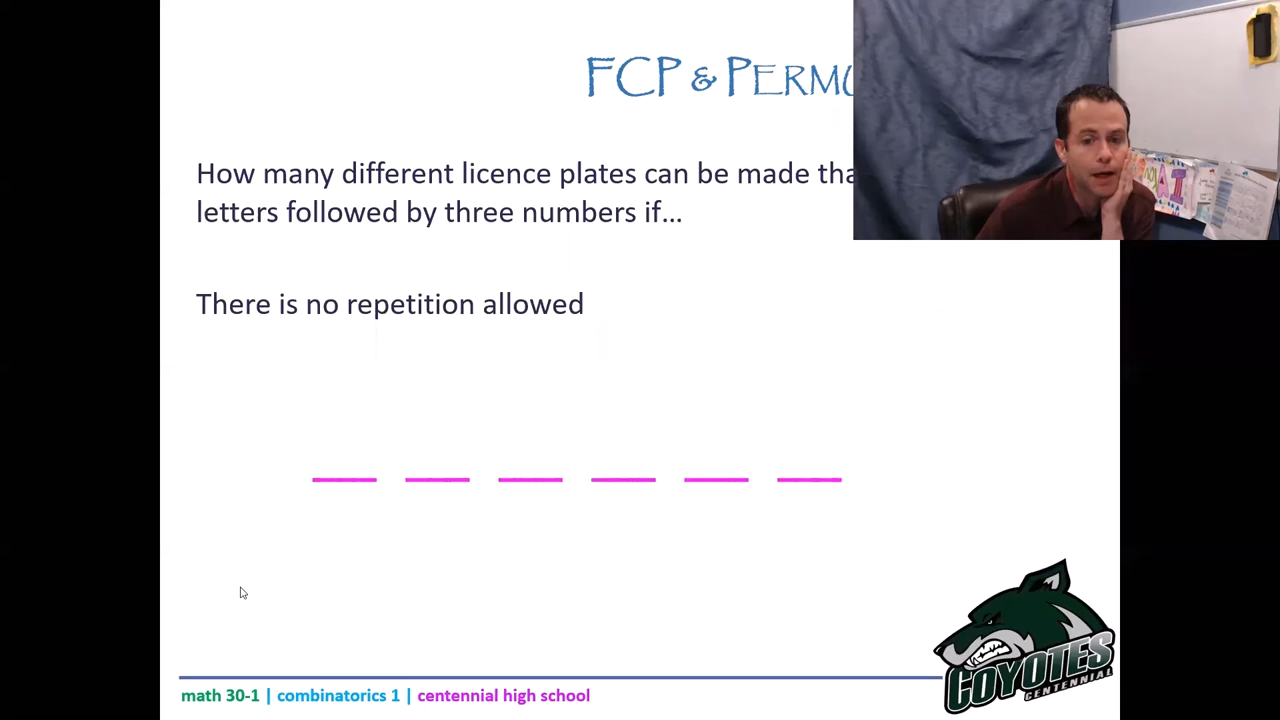 FCP & PERMU
How many different licence plates can be made tha
letters followed by three numbers if...
There is no repetition allowed
math 30-1 | combinatorics 1 | centennial high school
COYOTES
CENTENNIAL